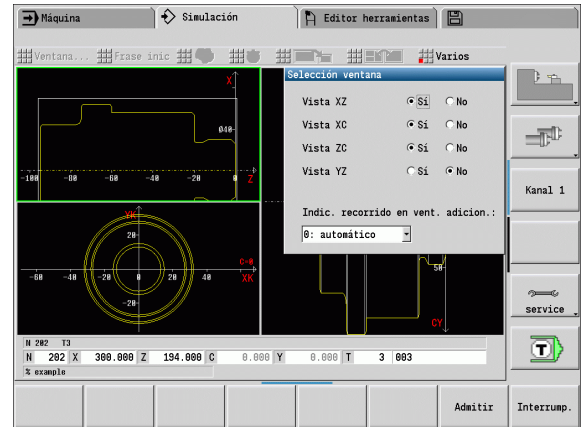 Máquina
Simulación
Editor herramientas
Ventana...
Frase inic
Varios
Selección ventana
Vista XZ Sí No
Vista XC Sí No
Vista ZC Sí No
Vista YZ Sí No
Indic. recorrido en vent. adicion.:
0: automático
X
Ø40
-100 -80 -60 -40 -20 0 Z
YK
20
C-0
-60 -40 0 20 40 XK
-20
50
CY
Kanal 1
service
T
N 202 T3
N 202 X 300.000 Z 194.000 C 0.000 Y 0.000 T 3 003
% example
Admitir
Interrump.